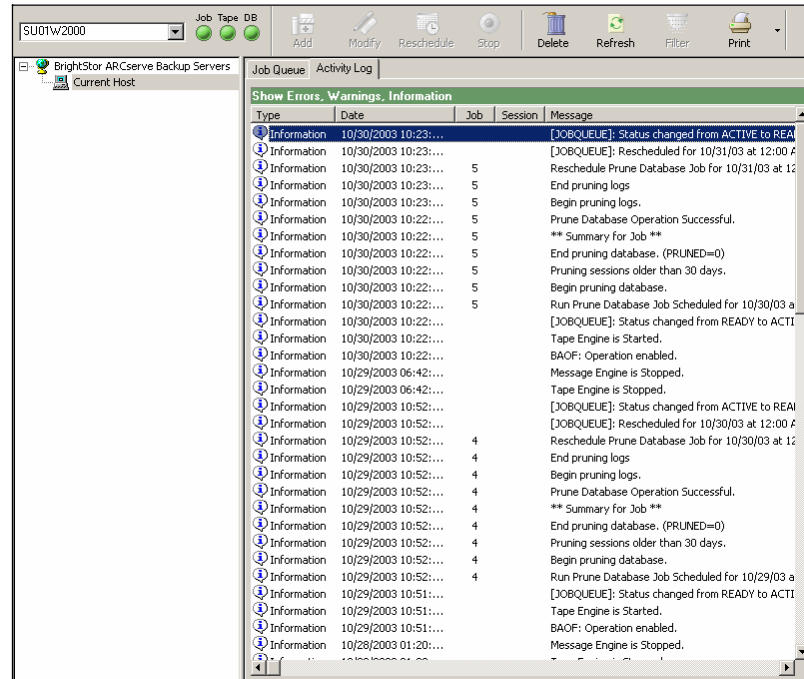 Job Tape DB
SU01W2000
Add Modify Reschedule Stop Delete Refresh Filter Print
BrightStor ARCserve Backup Servers
Current Host
Job Queue Activity Log
Show Errors, Warnings, Information
Type Date Job Session Message
Information 10/30/2003 10:23:... [JOBQUEUE]: Status changed from ACTIVE to REA
Information 10/30/2003 10:23:... [JOBQUEUE]: Rescheduled for 10/31/03 at 12:00 A
Information 10/30/2003 10:23:... 5 Reschedule Prune Database Job for 10/31/03 at 12
Information 10/30/2003 10:23:... 5 End pruning logs
Information 10/30/2003 10:23:... 5 Begin pruning logs.
Information 10/30/2003 10:22:... 5 Prune Database Operation Successful.
Information 10/30/2003 10:22:... 5 ** Summary for Job **
Information 10/30/2003 10:22:... 5 End pruning database. (PRUNED=0)
Information 10/30/2003 10:22:... 5 Pruning sessions older than 30 days.
Information 10/30/2003 10:22:... 5 Begin pruning database.
Information 10/30/2003 10:22:... 5 Run Prune Database Job Scheduled for 10/30/03 a
Information 10/30/2003 10:22:... [JOBQUEUE]: Status changed from READY to ACTI
Information 10/30/2003 10:22:... Tape Engine is Started.
Information 10/30/2003 10:22:... BAOF: Operation enabled.
Information 10/29/2003 06:42:... Message Engine is Stopped.
Information 10/29/2003 06:42:... Tape Engine is Stopped.
Information 10/29/2003 10:52:... [JOBQUEUE]: Status changed from ACTIVE to REA
Information 10/29/2003 10:52:... [JOBQUEUE]: Rescheduled for 10/30/03 at 12:00 A
Information 10/29/2003 10:52:... 4 Reschedule Prune Database Job for 10/30/03 at 12
Information 10/29/2003 10:52:... 4 End pruning logs
Information 10/29/2003 10:52:... 4 Begin pruning logs.
Information 10/29/2003 10:52:... 4 Prune Database Operation Successful.
Information 10/29/2003 10:52:... 4 ** Summary for Job **
Information 10/29/2003 10:52:... 4 End pruning database. (PRUNED=0)
Information 10/29/2003 10:52:... 4 Pruning sessions older than 30 days.
Information 10/29/2003 10:52:... 4 Begin pruning database.
Information 10/29/2003 10:52:... 4 Run Prune Database Job Scheduled for 10/29/03 a
Information 10/29/2003 10:51:... [JOBQUEUE]: Status changed from READY to ACTI
Information 10/29/2003 10:51:... Tape Engine is Started.
Information 10/29/2003 10:51:... BAOF: Operation enabled.
Information 10/28/2003 01:20:... Message Engine is Stopped.